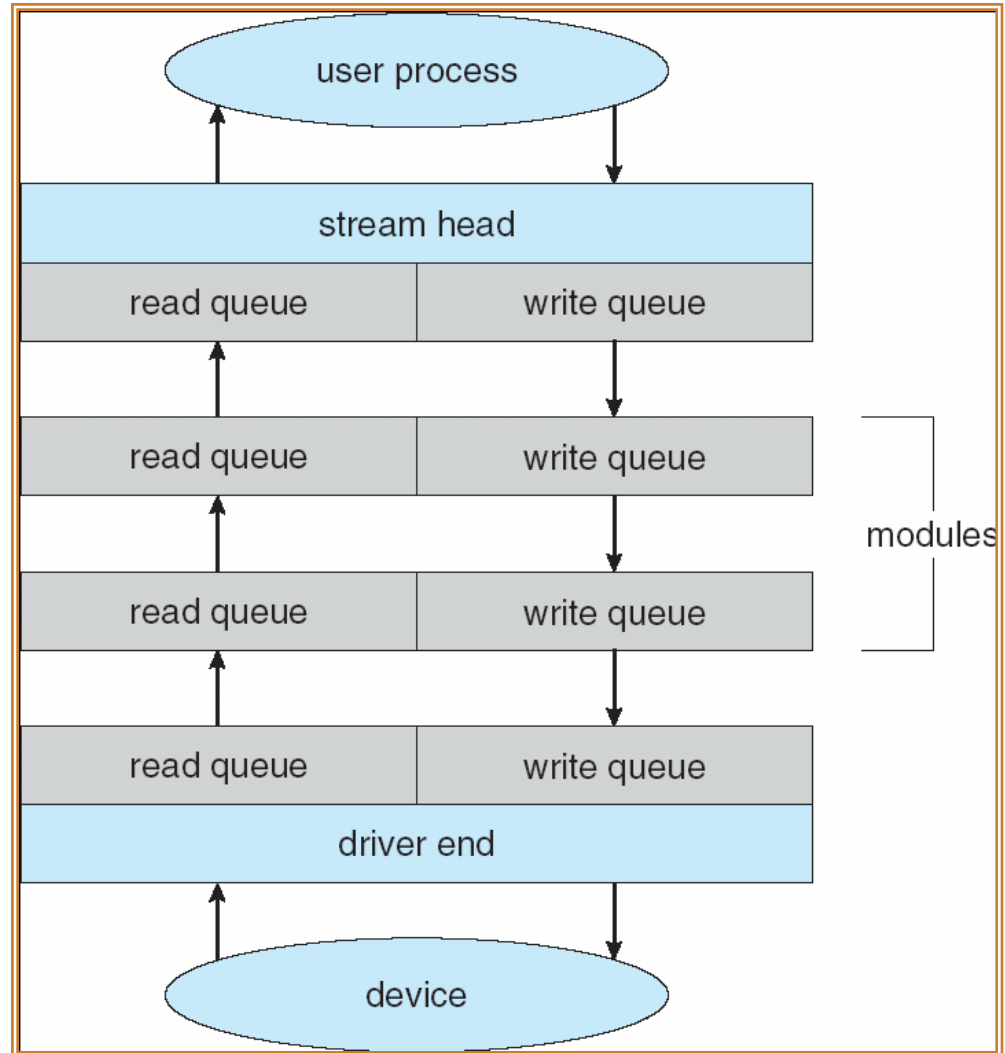 user process
stream head
read queue write queue
read queue write queue
modules
read queue write queue
read queue write queue
driver end
device